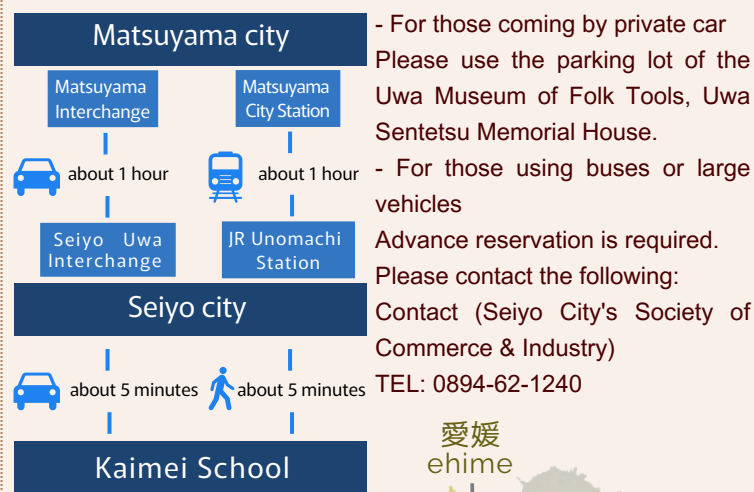 Matsuyama city
Matsuyama
Interchange
Matsuyama
City Station
about 1 hour
about 1 hour
Seiyo Uwa
Interchange
JR Unomachi
Station
Seiyo city
about 5 minutes
about 5 minutes
Kaimei School
- For those coming by private car
Please use the parking lot of the
Uwa Museum of Folk Tools, Uwa
Sentetsu Memorial House.
- For those using buses or large
vehicles
Advance reservation is required.
Please contact the following:
Contact (Seiyo City's Society of
Commerce & Industry)
TEL: 0894-62-1240
愛媛
ehime